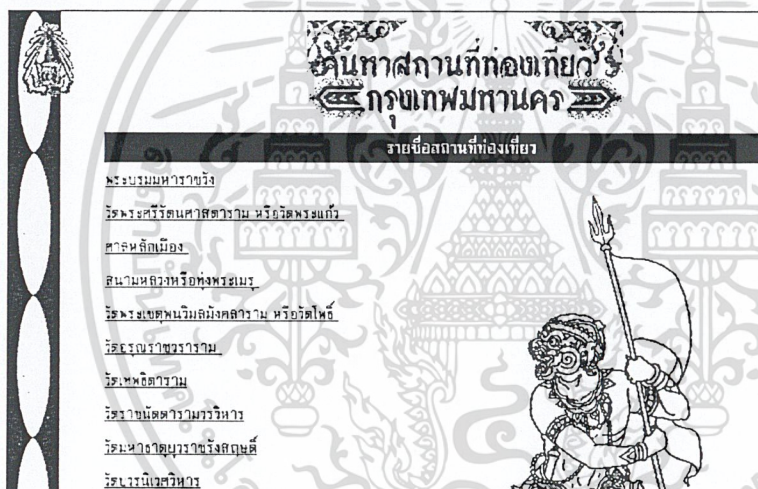 ค้นหาสถานที่ท่องเที่ยว
กรุงเทพมหานคร
รายชื่อสถานที่ท่องเที่ยว
พระบรมมหาราชวัง
วัดพระศรีรัตนศาสดาราม หรือวัดพระแก้ว
ศาลหลักเมือง
สนามหลวงหรือทุ่งพระเมรุ
วัดพระเชตุพนวิมลมังคลาราม หรือวัดโพธิ์
วัดอรุณราชวราราม
วัดเทพธิดาราม
วัดราชนัดดารามวรวิหาร
วัดมหาธาตุยุวราชรังสฤษดิ์
วัดบวรนิเวศวิหาร